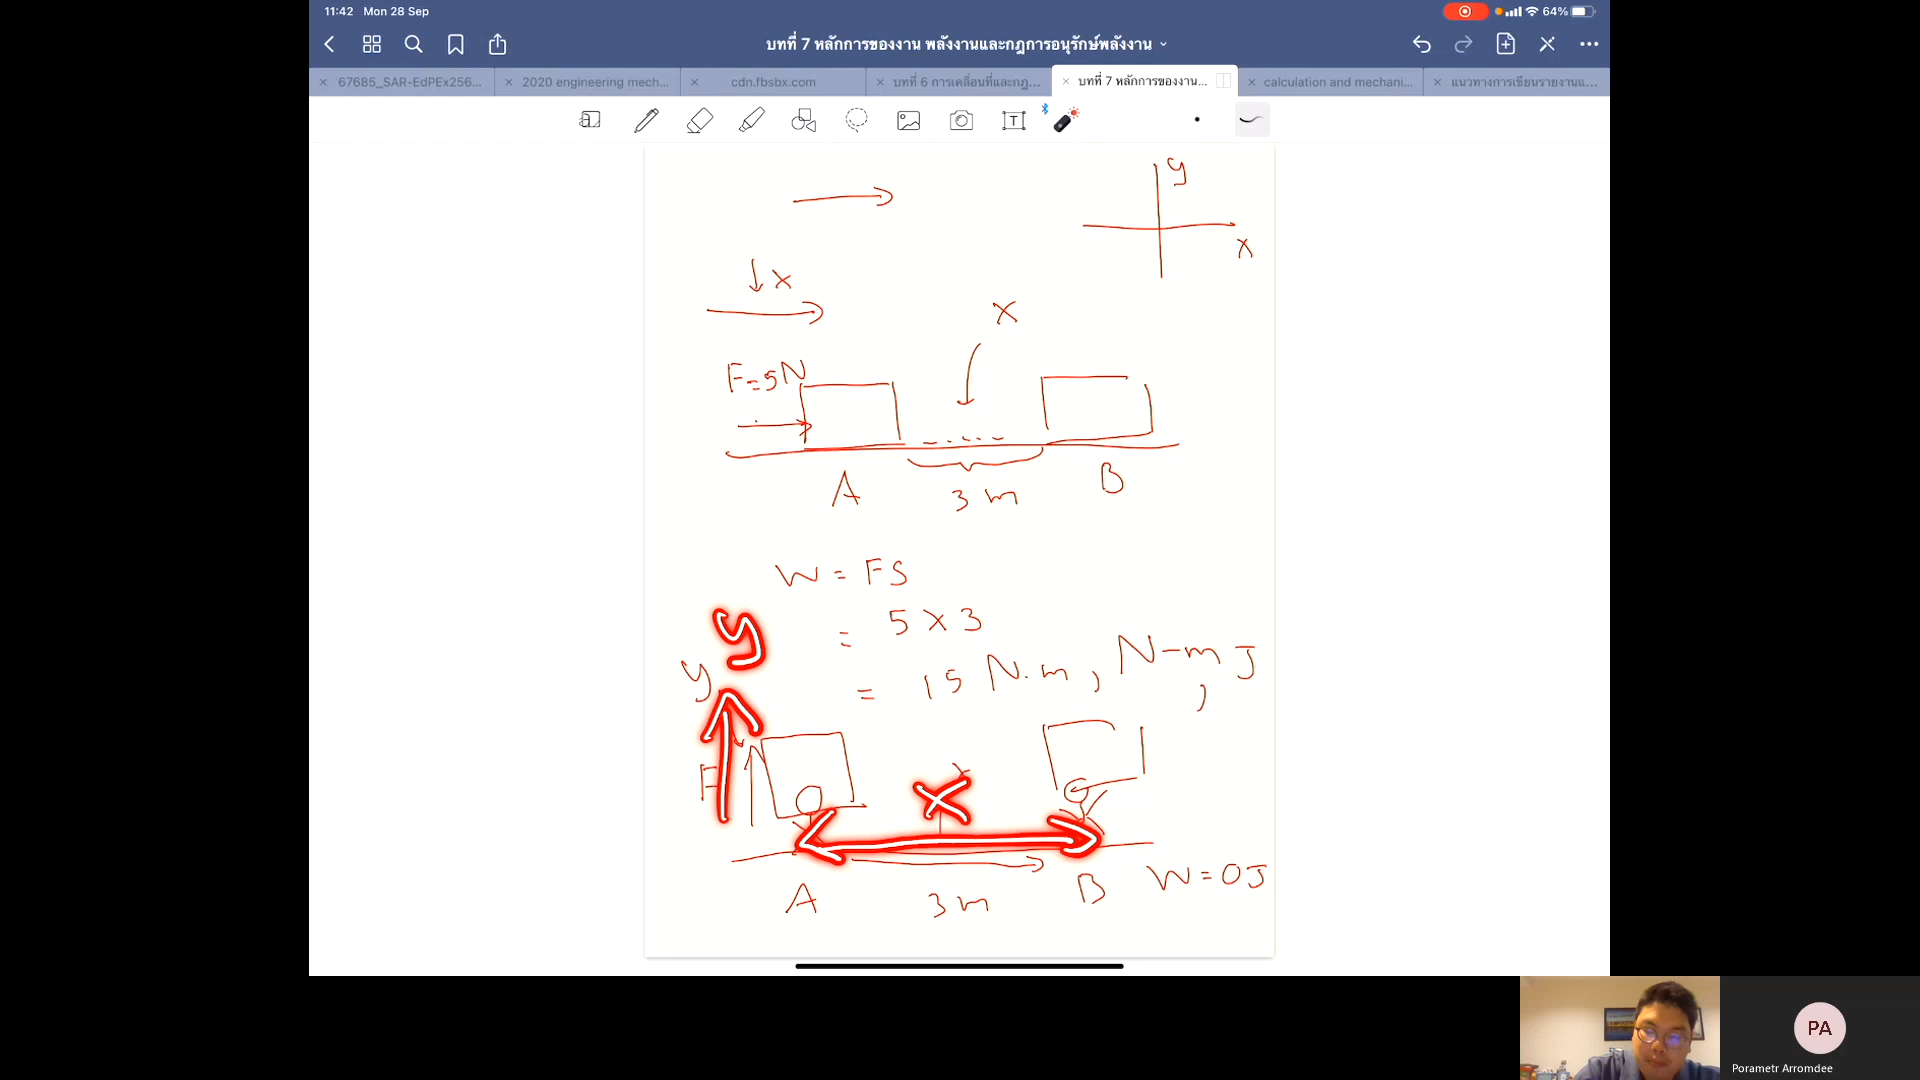 11:42 Mon 28 Sep
64%
บทที่ 7 หลักการของงาน พลังงานและกฎการอนุรักษ์พลังงาน
67685_SAR-EdPEx256...
2020 engineering mech...
cdn.fbsbx.com
บทที่ 6 การเคลื่อนที่และกฎ...
บทที่ 7 หลักการของงาน...
calculation and mechani...
แนวทางการเขียนรายงานแ...
T
y
x
x
x
F=5N
A
3 m
B
W = FS
= 5 x 3
= 15 N.m, N-m, J
y
y
F
x
x
A
3 m
B
W = 0J
PA
Porametr Arromdee